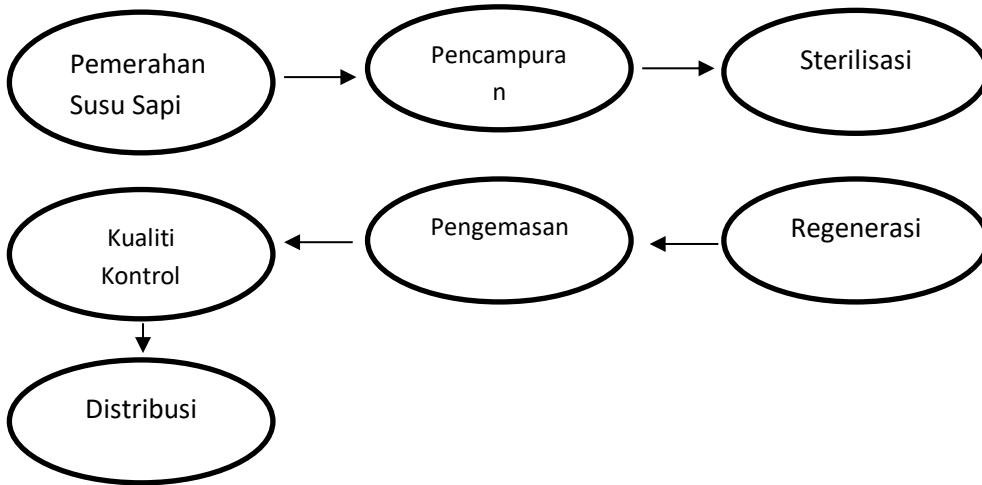 Pemerahan
Susu Sapi
Pencampura
n
Sterilisasi
Regenerasi
Pengemasan
Kualiti
Kontrol
Distribusi